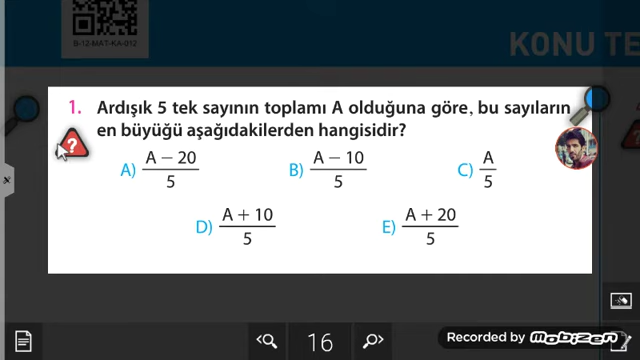 B-12-MAT-KA-012
KONU TE
1. Ardışık 5 tek sayının toplamı A olduğuna göre, bu sayıların
en büyüğü aşağıdakilerden hangisidir?
A) A − 20 / 5 B) A − 10 / 5 C) A / 5
D) A + 10 / 5 E) A + 20 / 5
16
Recorded by MOBIZEN